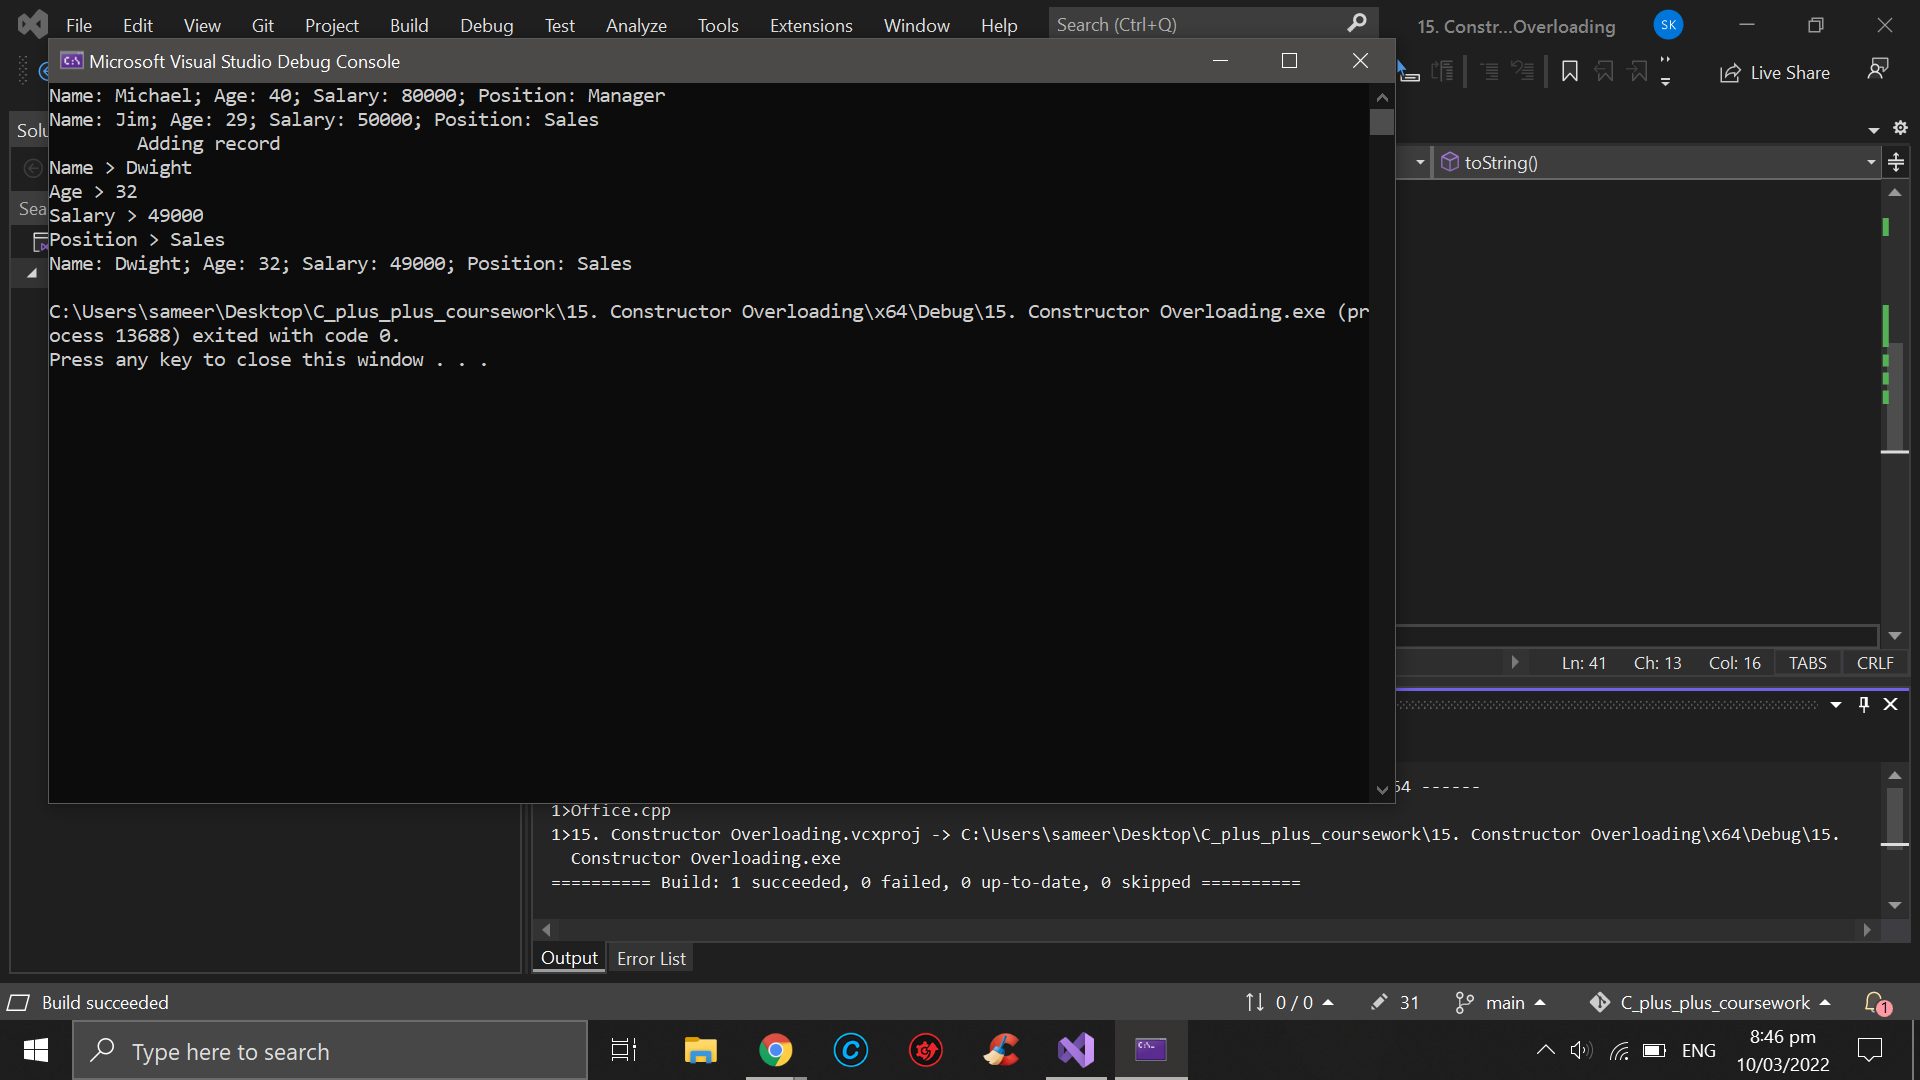 File Edit View Git Project Build Debug Test Analyze Tools Extensions Window Help Search (Ctrl+Q) 15. Constr...Overloading SK
Microsoft Visual Studio Debug Console
Live Share
Name: Michael; Age: 40; Salary: 80000; Position: Manager
Name: Jim; Age: 29; Salary: 50000; Position: Sales
Adding record
Name > Dwight
Age > 32
Salary > 49000
Position > Sales
Name: Dwight; Age: 32; Salary: 49000; Position: Sales
C:\Users\sameer\Desktop\C_plus_plus_coursework\15. Constructor Overloading\x64\Debug\15. Constructor Overloading.exe (pr
ocess 13688) exited with code 0.
Press any key to close this window . . .
Solu
Sea
toString()
Ln: 41 Ch: 13 Col: 16 TABS CRLF
64 ------
1>Office.cpp
1>15. Constructor Overloading.vcxproj -> C:\Users\sameer\Desktop\C_plus_plus_coursework\15. Constructor Overloading\x64\Debug\15.
Constructor Overloading.exe
========== Build: 1 succeeded, 0 failed, 0 up-to-date, 0 skipped ==========
Output Error List
Build succeeded 0 / 0 31 main C_plus_plus_coursework 1
Type here to search ENG 8:46 pm
10/03/2022